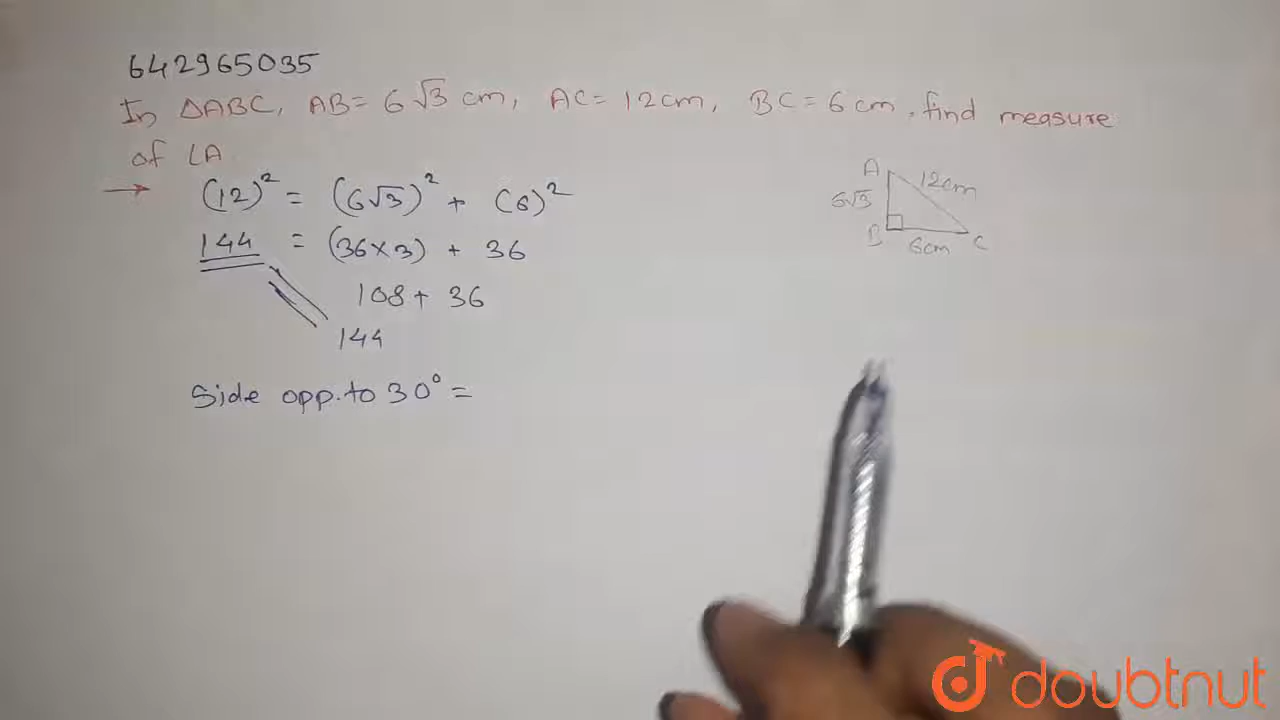 642965035
In △ABC, AB = 6√3 cm, AC = 12cm, BC = 6 cm. find measure
of ∠A
→ (12)² = (6√3)² + (6)²
144 = (36×3) + 36
108 + 36
144
Side opp. to 30° =
A
12cm
6√3
B
6cm
C
doubtnut